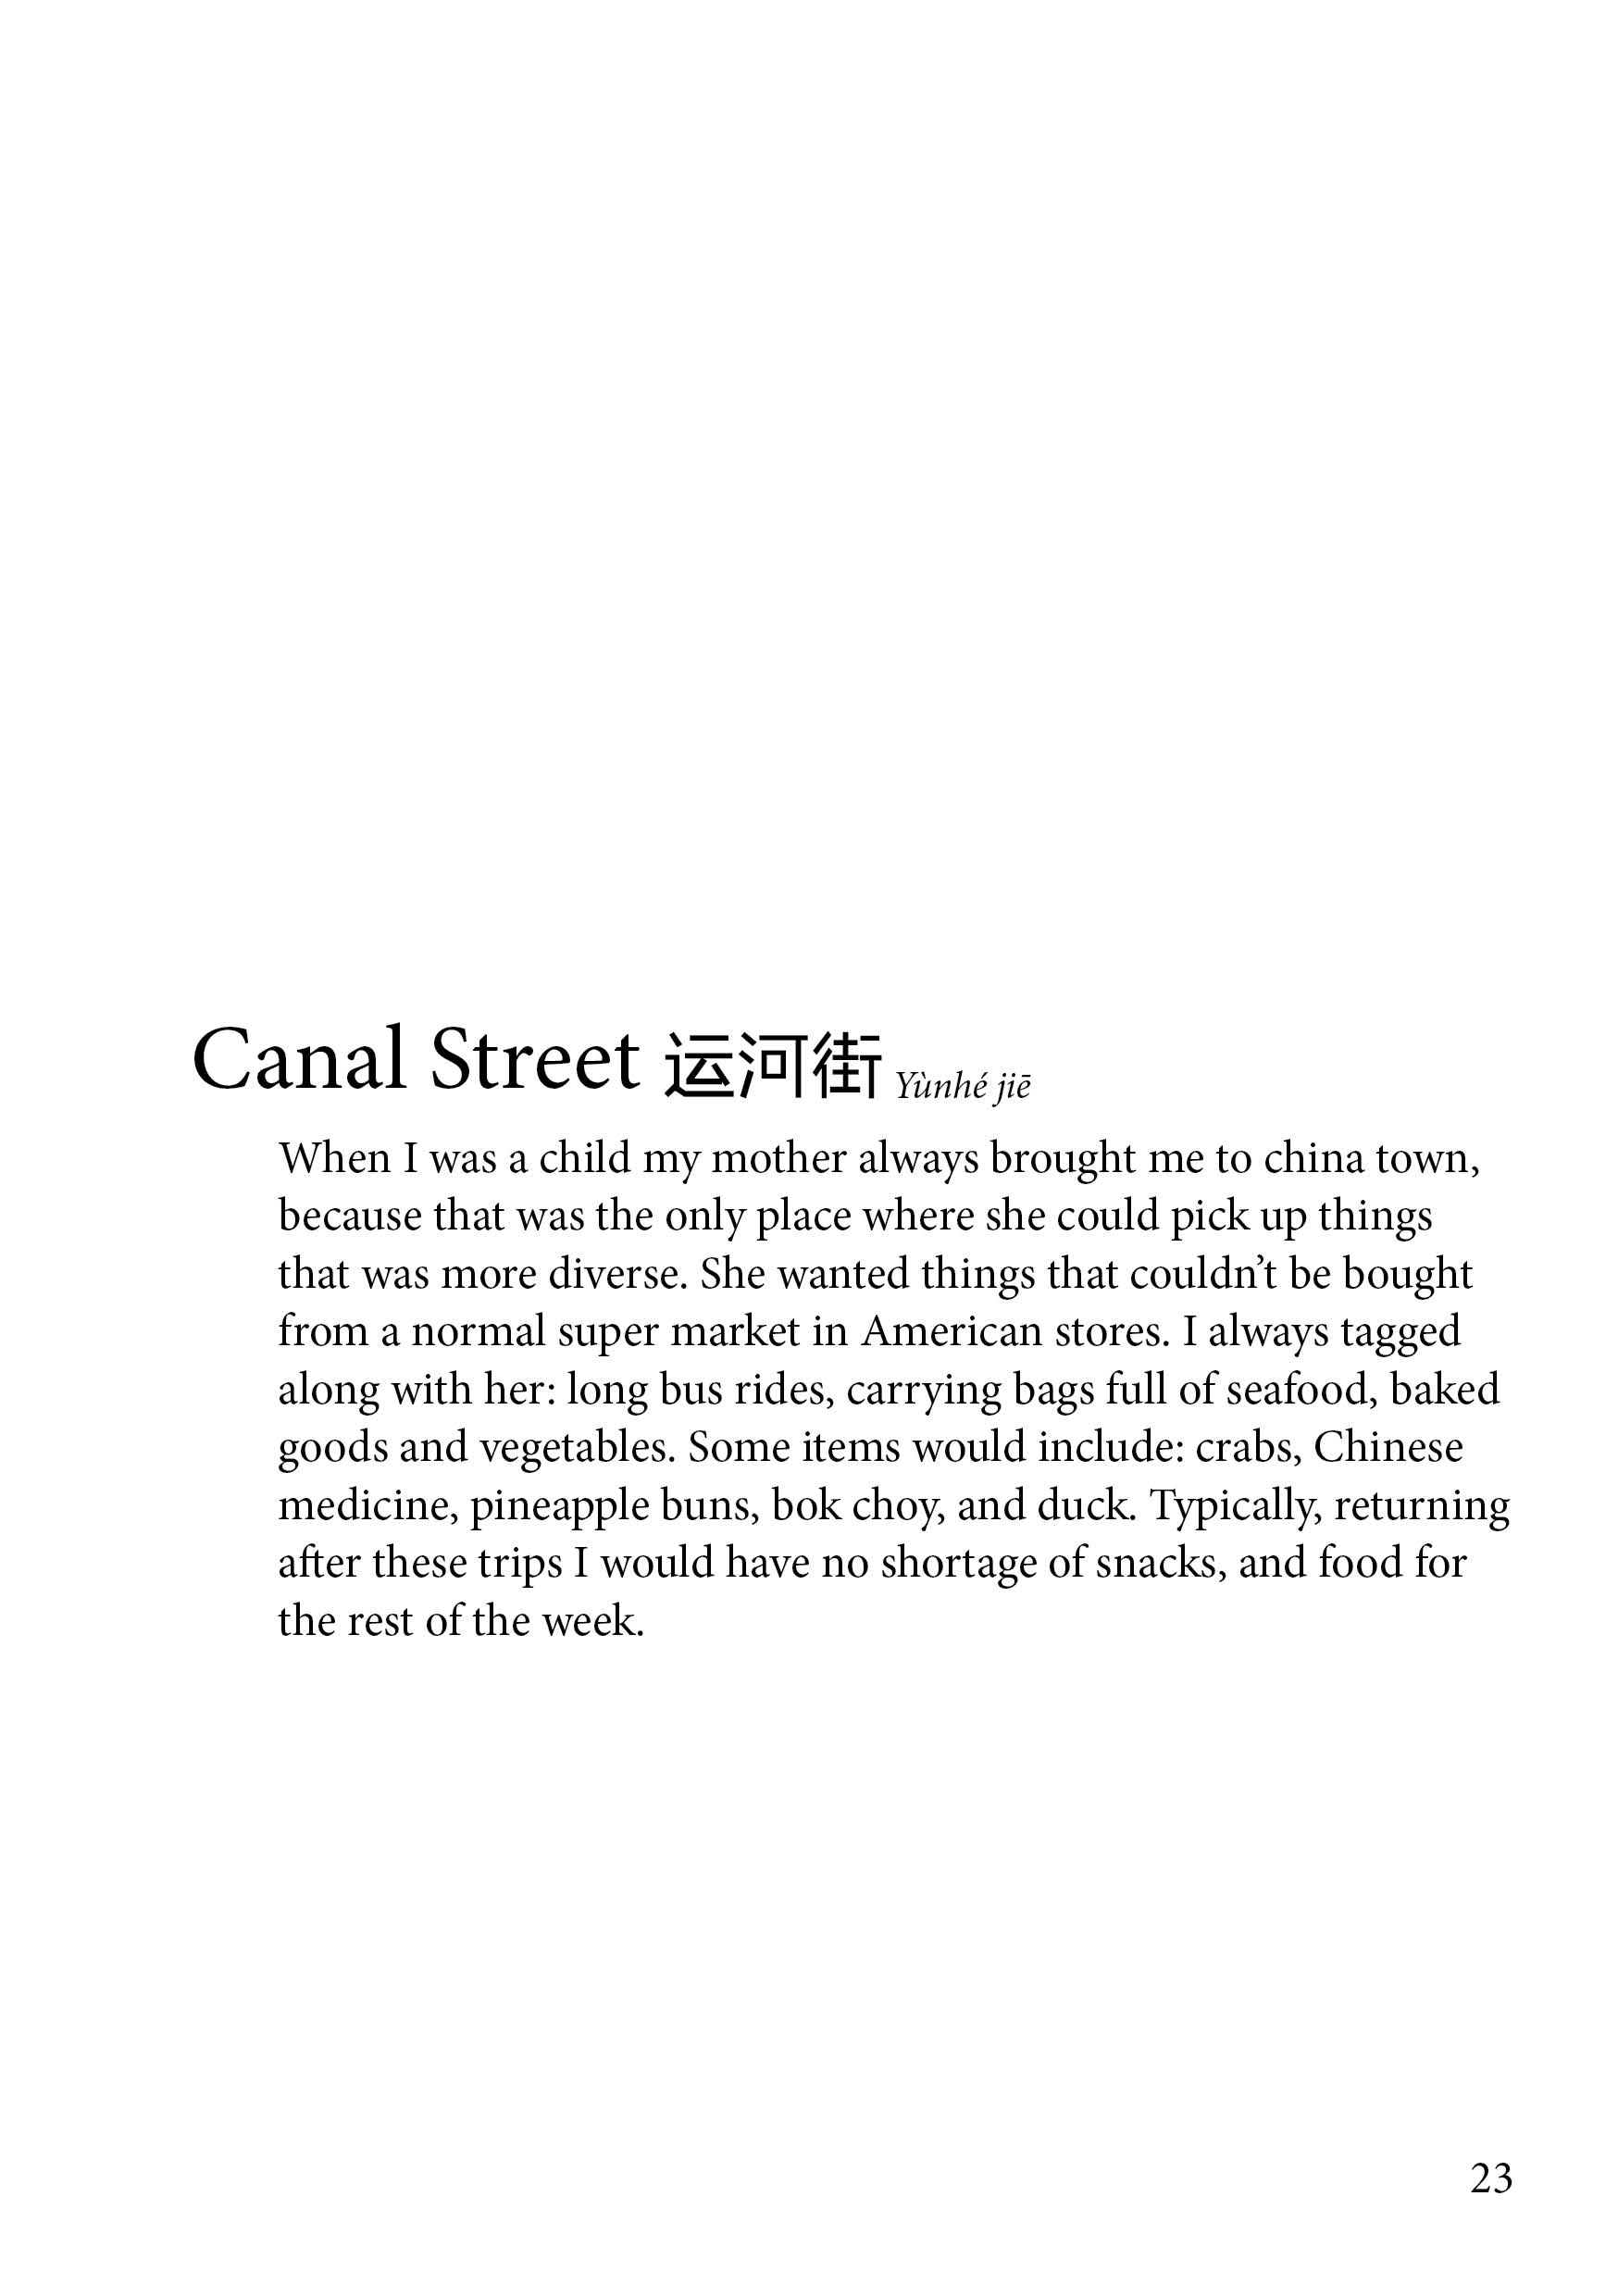 Canal Street 运河街 Yùnhé jiē
When I was a child my mother always brought me to china town,
because that was the only place where she could pick up things
that was more diverse. She wanted things that couldn’t be bought
from a normal super market in American stores. I always tagged
along with her: long bus rides, carrying bags full of seafood, baked
goods and vegetables. Some items would include: crabs, Chinese
medicine, pineapple buns, bok choy, and duck. Typically, returning
after these trips I would have no shortage of snacks, and food for
the rest of the week.
23